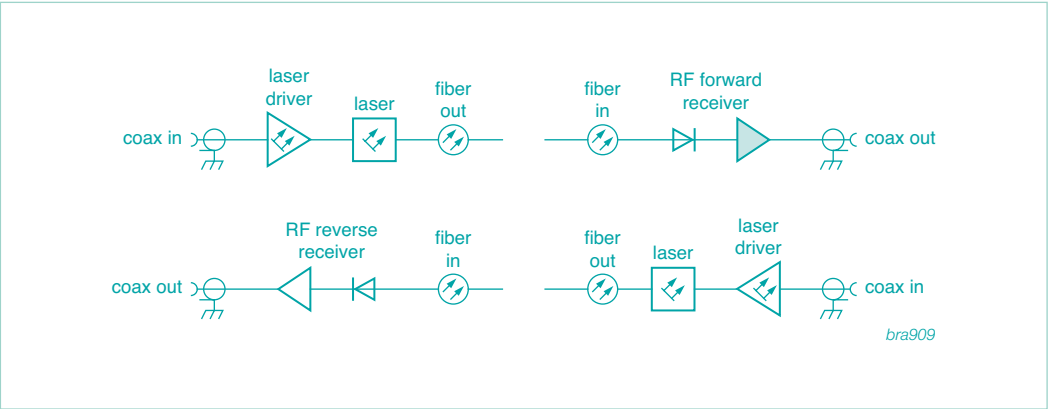 laser
driver
laser
fiber
out
coax in
fiber
in
RF forward
receiver
coax out
RF reverse
receiver
fiber
in
coax out
fiber
out
laser
laser
driver
coax in
bra909